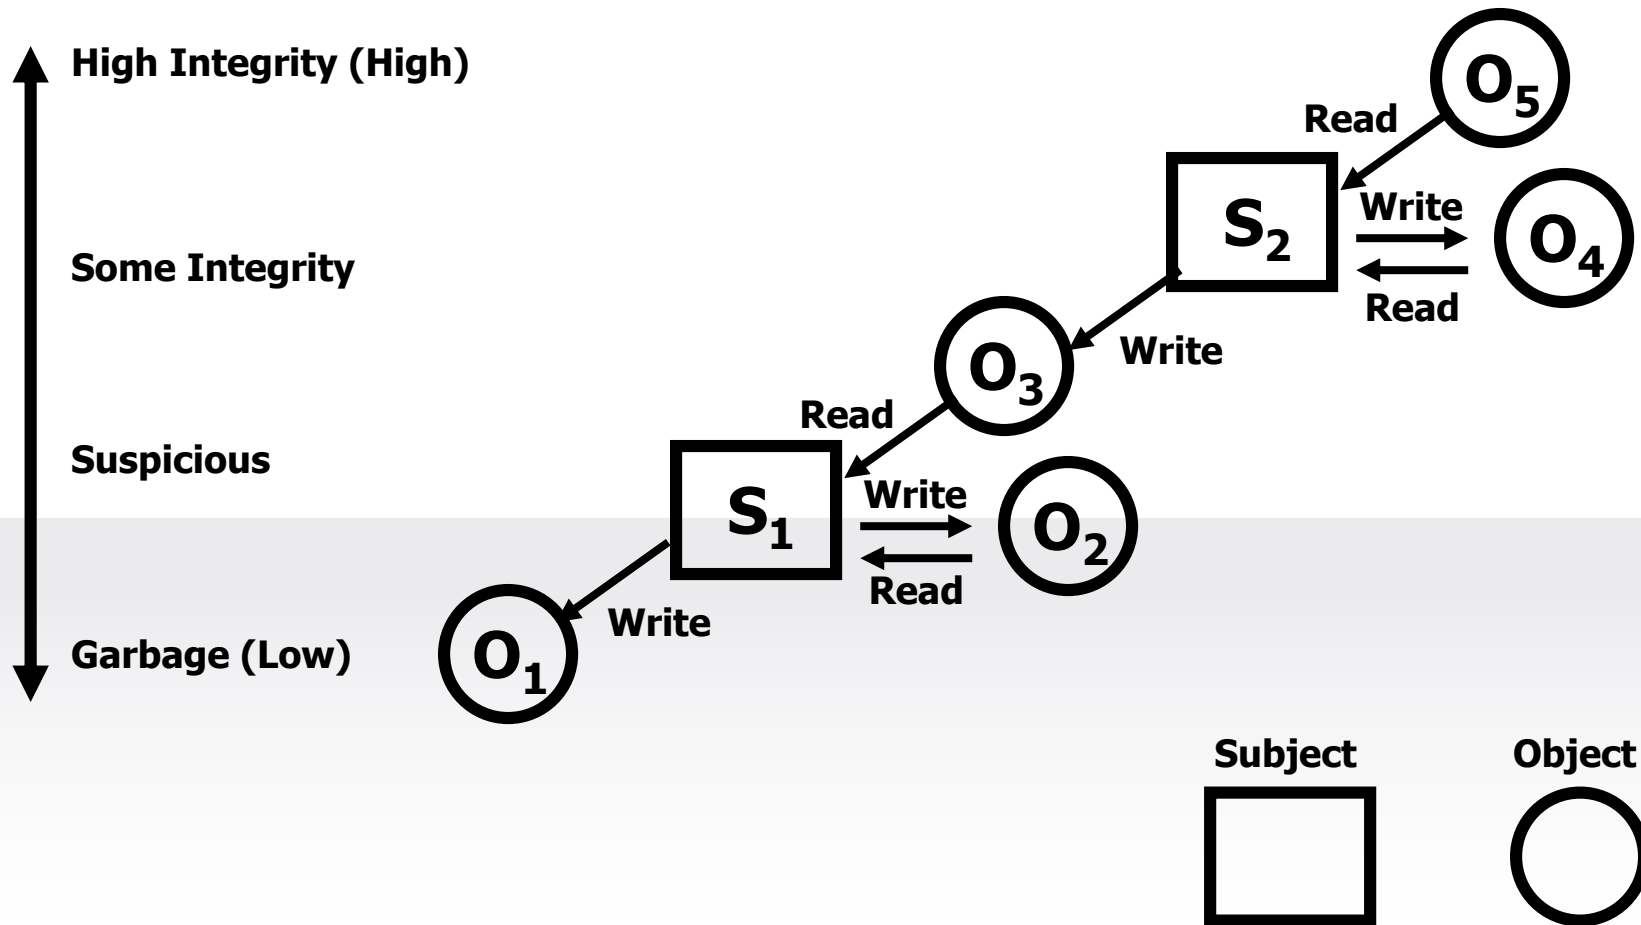 High Integrity (High)
O5
Read
S2
Write
O4
Some Integrity
Read
Write
O3
Read
Suspicious
Write
S1
O2
Read
Write
Garbage (Low)
O1
Subject
Object